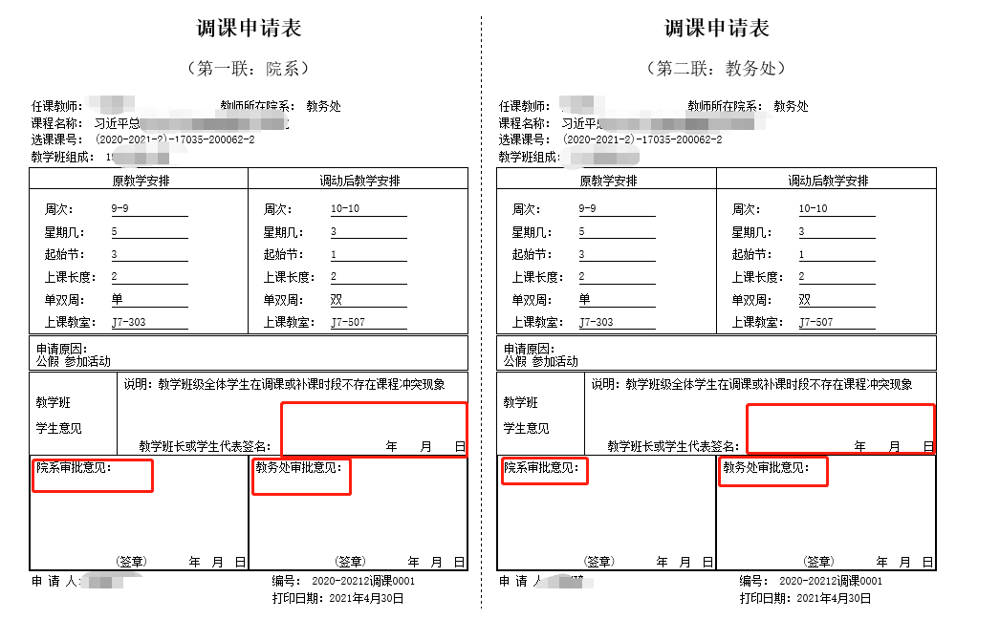 调课申请表
（第一联：院系）
任课教师： 教师所在院系： 教务处
课程名称： 习近平总
选课课号： (2020-2021-2)-17035-200062-2
教学班组成：
原教学安排 调动后教学安排
周次： 9-9 周次： 10-10
星期几： 5 星期几： 3
起始节： 3 起始节： 1
上课长度： 2 上课长度： 2
单双周： 单 单双周： 双
上课教室： J7-303 上课教室： J7-507
申请原因：
公假 参加活动
教学班
学生意见
说明：教学班级全体学生在调课或补课时段不存在课程冲突现象
教学班长或学生代表签名： 年 月 日
院系审批意见： 教务处审批意见：
(签章) 年 月 日 (签章) 年 月 日
申 请 人： 编号： 2020-20212调课0001
打印日期：2021年4月30日
调课申请表
（第二联：教务处）
任课教师： 教师所在院系： 教务处
课程名称： 习近平
选课课号： (2020-2021-2)-17035-200062-2
教学班组成：
原教学安排 调动后教学安排
周次： 9-9 周次： 10-10
星期几： 5 星期几： 3
起始节： 3 起始节： 1
上课长度： 2 上课长度： 2
单双周： 单 单双周： 双
上课教室： J7-303 上课教室： J7-507
申请原因：
公假 参加活动
教学班
学生意见
说明：教学班级全体学生在调课或补课时段不存在课程冲突现象
教学班长或学生代表签名： 年 月 日
院系审批意见： 教务处审批意见：
(签章) 年 月 日 (签章) 年 月 日
申 请 人 编号： 2020-20212调课0001
打印日期：2021年4月30日